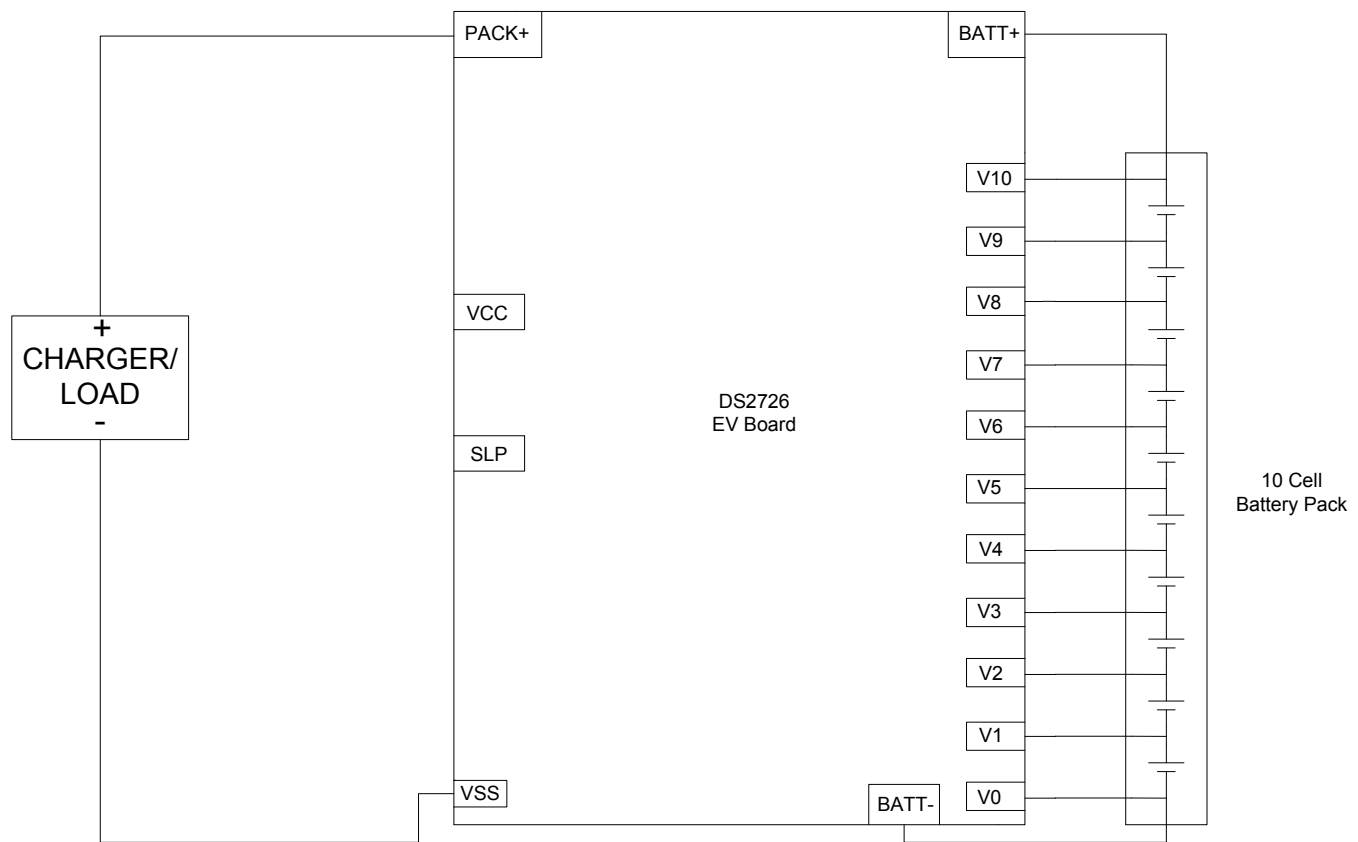 PACK+
BATT+
V10
V9
V8
VCC
+
CHARGER/
LOAD
-
V7
DS2726
EV Board
V6
SLP
V5
10 Cell
Battery Pack
V4
V3
V2
V1
VSS
BATT-
V0